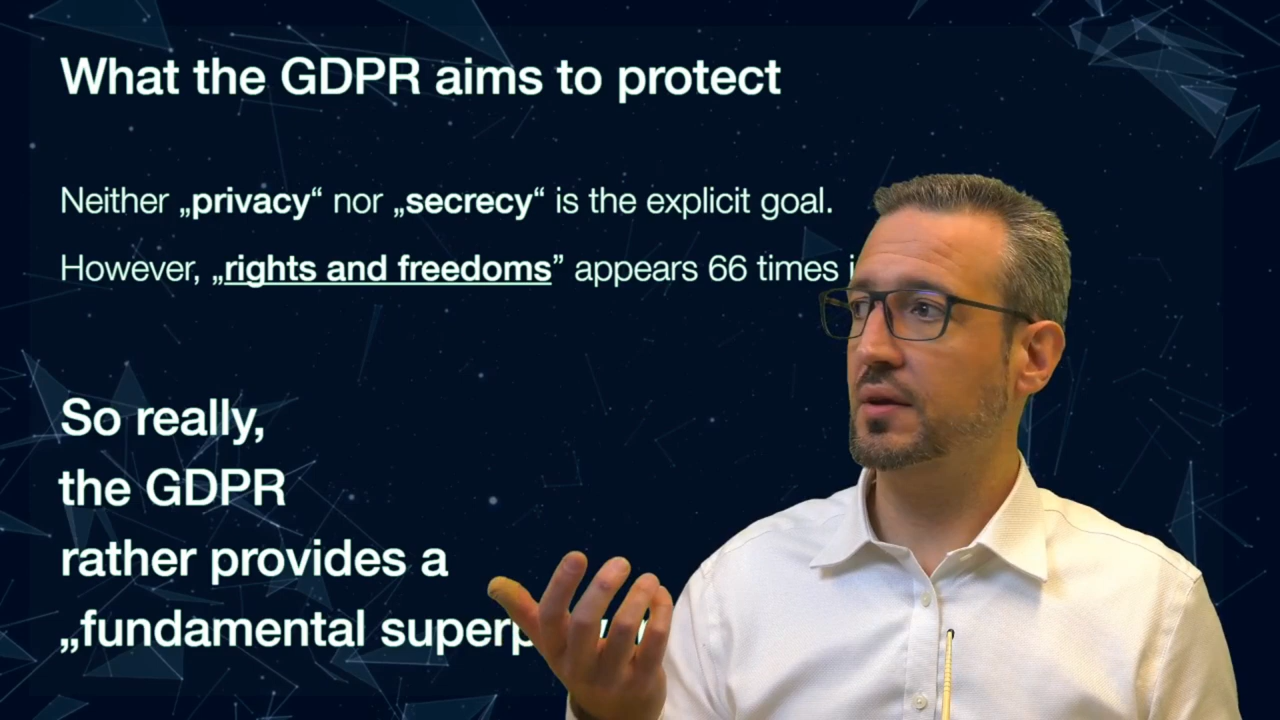 What the GDPR aims to protect
Neither „privacy“ nor „secrecy“ is the explicit goal.
However, „rights and freedoms” appears 66 times
So really,
the GDPR
rather provides a
„fundamental